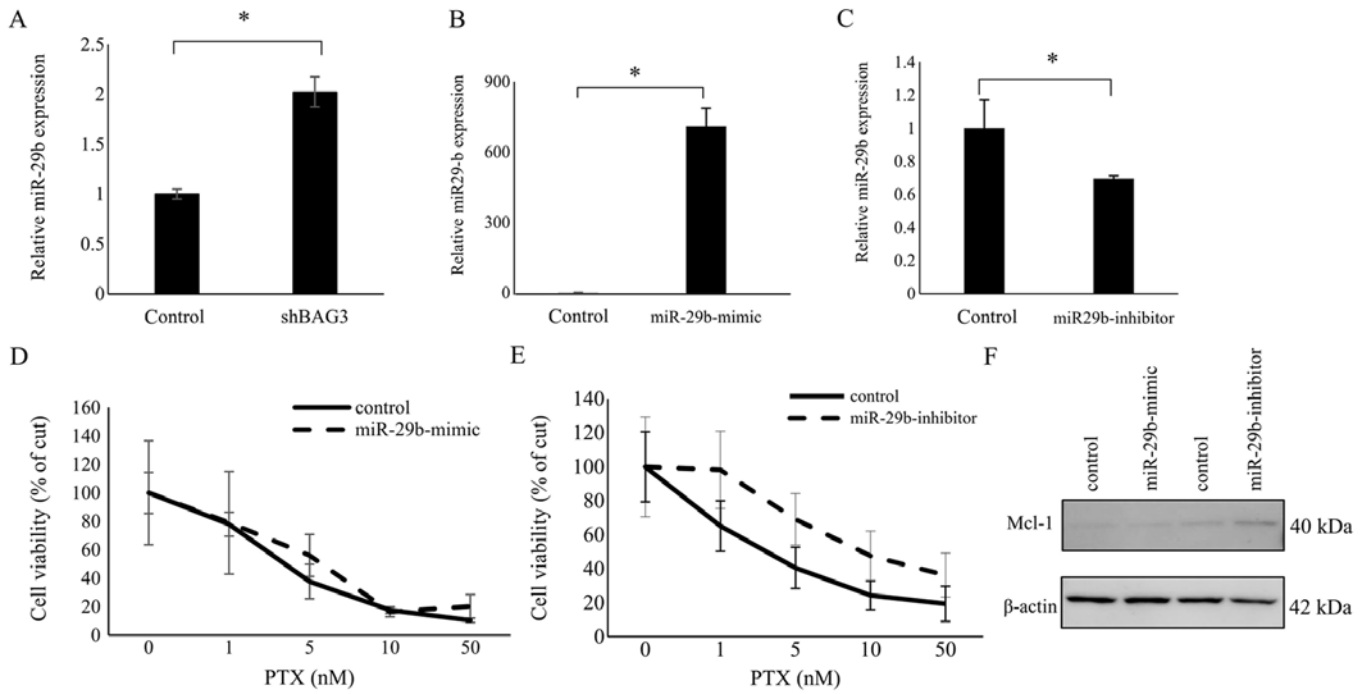 A
*
Relative miR-29b expression
2.5
2
1.5
1
0.5
0
Control
shBAG3
B
*
Relative miR29-b expression
900
600
300
0
Control
miR-29b-mimic
C
*
Relative miR-29b expression
1.4
1.2
1.0
0.8
0.6
0.4
0.2
0
Control
miR29b-inhibitor
D
control
miR-29b-mimic
Cell viability (% of cut)
160
140
120
100
80
60
40
20
0
0 1 5 10 50
PTX (nM)
E
control
miR-29b-inhibitor
Cell viability (% of cut)
140
120
100
80
60
40
20
0
0 1 5 10 50
PTX (nM)
F
control
miR-29b-mimic
control
miR-29b-inhibitor
Mcl-1
40 kDa
β-actin
42 kDa